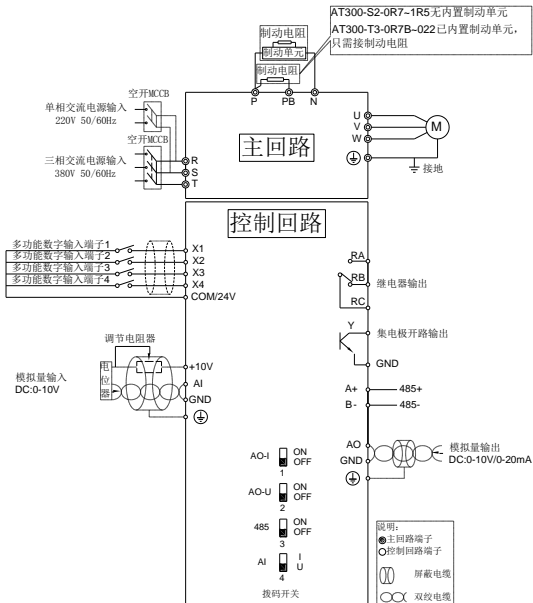 AT300-S2-0R7~1R5无内置制动单元
AT300-T3-0R7B~022已内置制动单元，
只需接制动电阻
制动电阻
制动单元
制动电阻
P PB N
空开MCCB
单相交流电源输入
220V 50/60Hz
空开MCCB
三相交流电源输入
380V 50/60Hz
R
S
T
主回路
U
V
W
M
接地
控制回路
多功能数字输入端子1
多功能数字输入端子2
多功能数字输入端子3
多功能数字输入端子4
X1
X2
X3
X4
COM/24V
RA
RB
RC
继电器输出
Y
集电极开路输出
GND
调节电阻器
电位器
模拟量输入
DC:0-10V
+10V
AI
GND
A+ 485+
B- 485-
AO
GND
模拟量输出
DC:0-10V/0-20mA
AO-I ON
OFF
1
AO-U ON
OFF
2
485 ON
OFF
3
AI I
U
4
拨码开关
说明:
主回路端子
控制回路端子
屏蔽电缆
双绞电缆